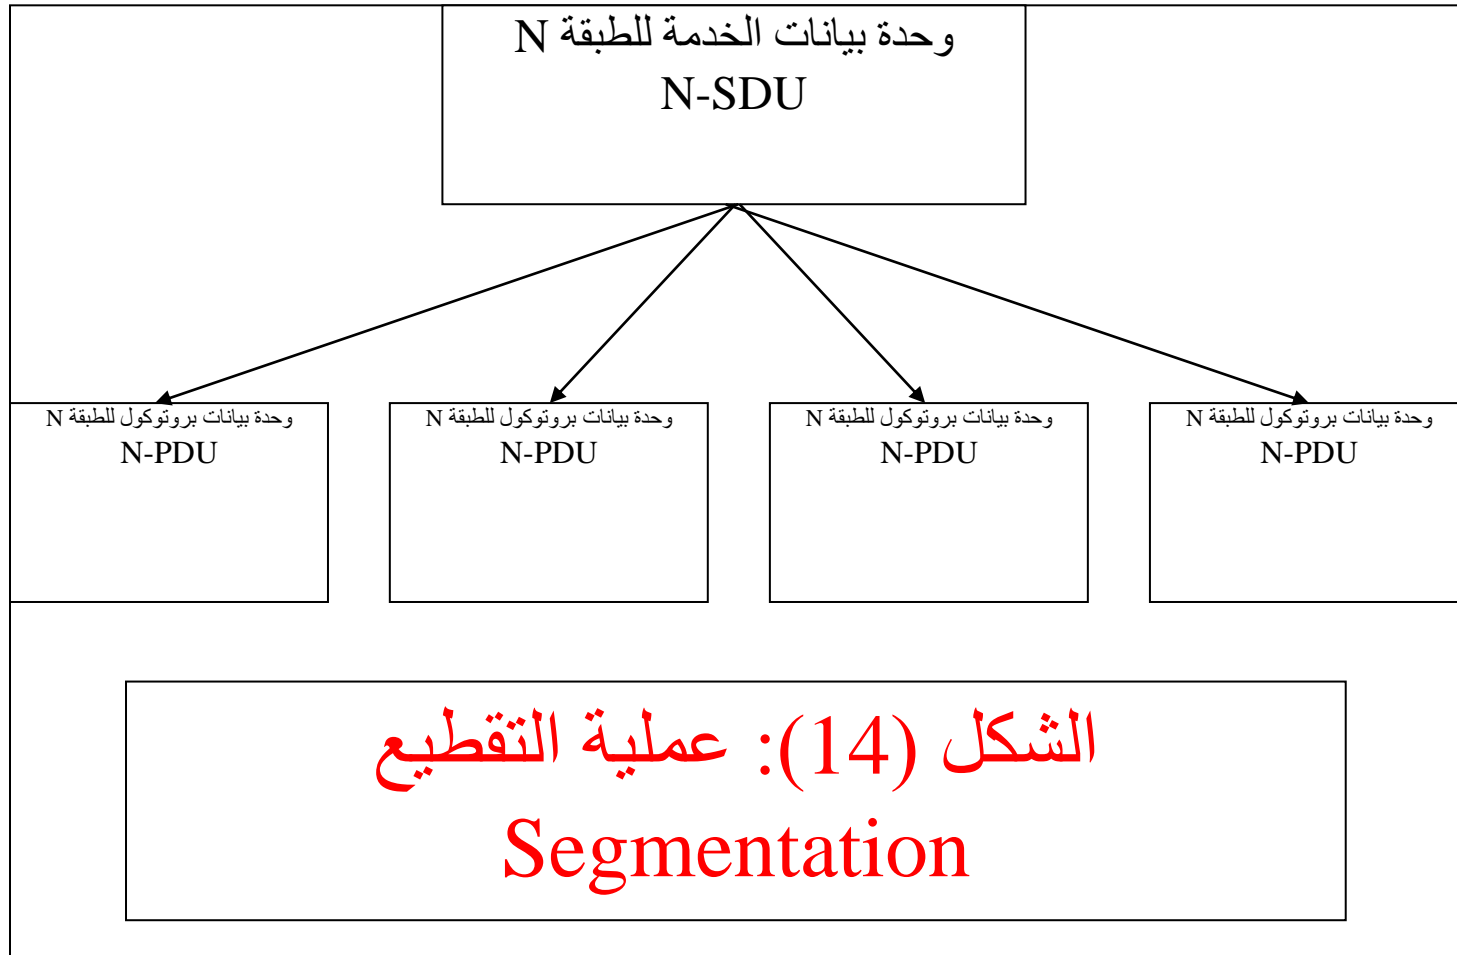 وحدة بيانات الخدمة للطبقة N
N-SDU
وحدة بيانات بروتوكول للطبقة N
N-PDU
وحدة بيانات بروتوكول للطبقة N
N-PDU
وحدة بيانات بروتوكول للطبقة N
N-PDU
وحدة بيانات بروتوكول للطبقة N
N-PDU
الشكل (14): عملية التقطيع
Segmentation